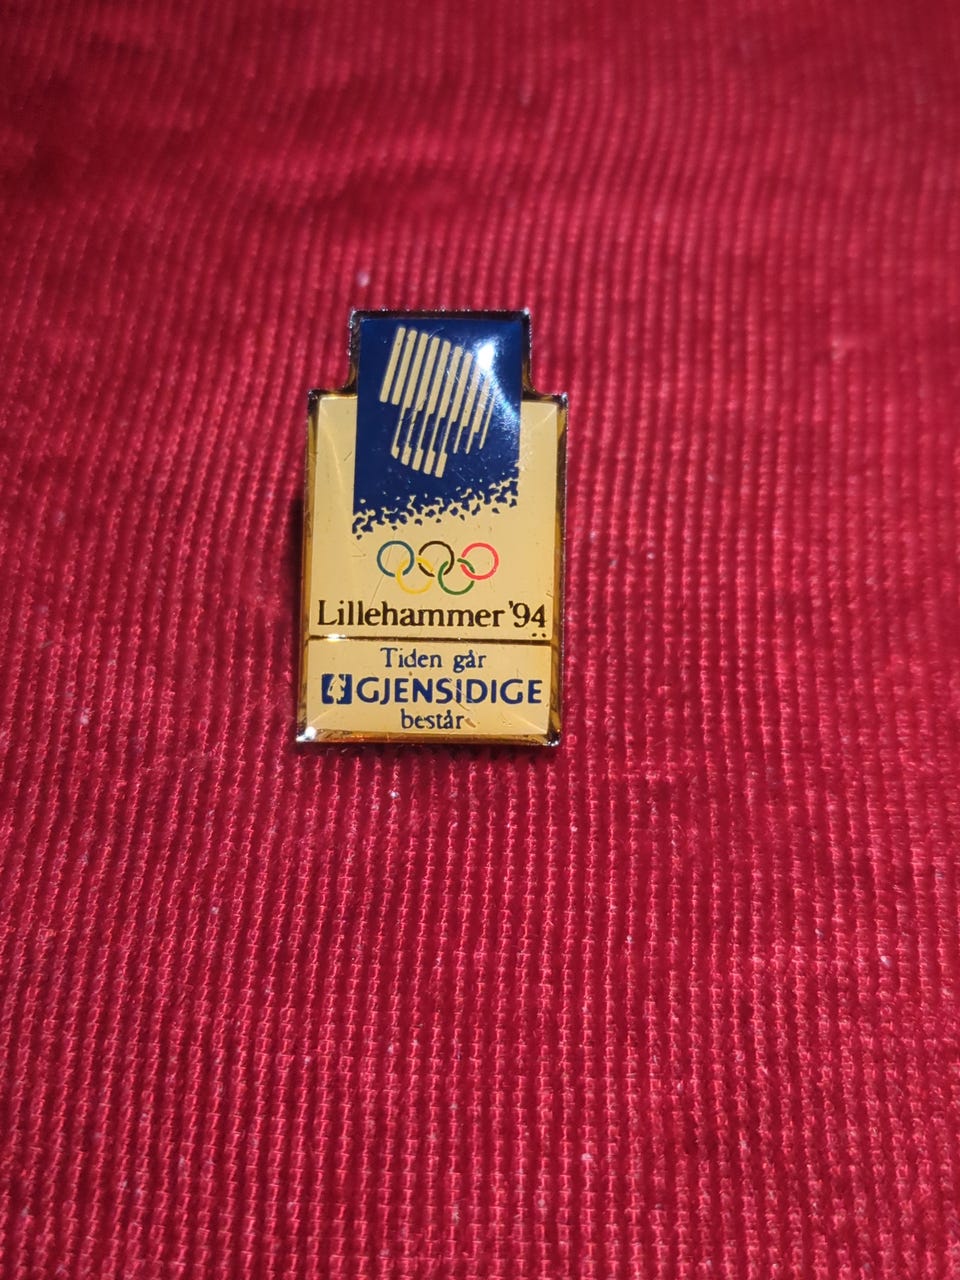 Lillehammer '94
Tiden går
GJENSIDIGE
består